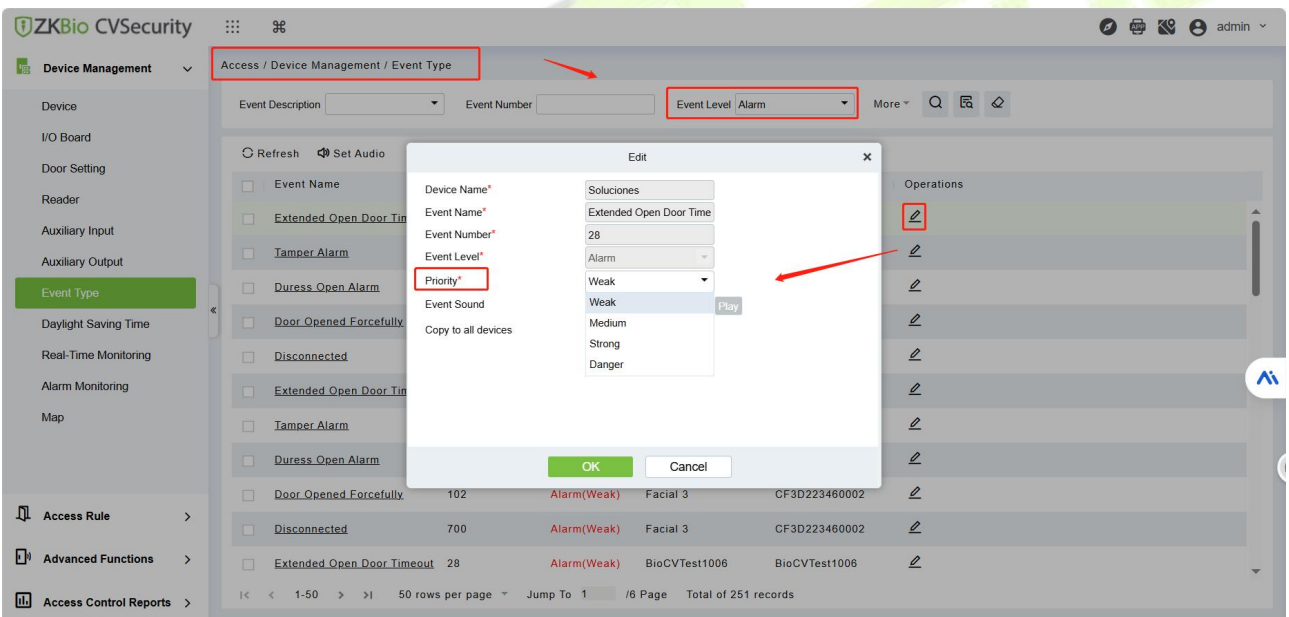 ZKBio CVSecurity
admin
Device Management
Access / Device Management / Event Type
Device
Event Description Event Number Event Level Alarm More
I/O Board
Refresh Set Audio
Edit
Door Setting
Event Name
Operations
Reader
Device Name* Soluciones
Extended Open Door Tim
Event Name* Extended Open Door Time
Auxiliary Input
Event Number* 28
Tamper Alarm
Event Level* Alarm
Auxiliary Output
Duress Open Alarm
Priority* Weak
Event Type
Event Sound Weak Play
Daylight Saving Time
Door Opened Forcefully
Medium
Copy to all devices
Strong
Real-Time Monitoring
Disconnected
Danger
Alarm Monitoring
Extended Open Door Tim
Map
Tamper Alarm
Duress Open Alarm
OK Cancel
Door Opened Forcefully 102 Alarm(Weak) Facial 3 CF3D223460002
Access Rule
Disconnected 700 Alarm(Weak) Facial 3 CF3D223460002
Advanced Functions
Extended Open Door Timeout 28 Alarm(Weak) BioCVTest1006 BioCVTest1006
Access Control Reports
1-50 50 rows per page Jump To 1 /6 Page Total of 251 records